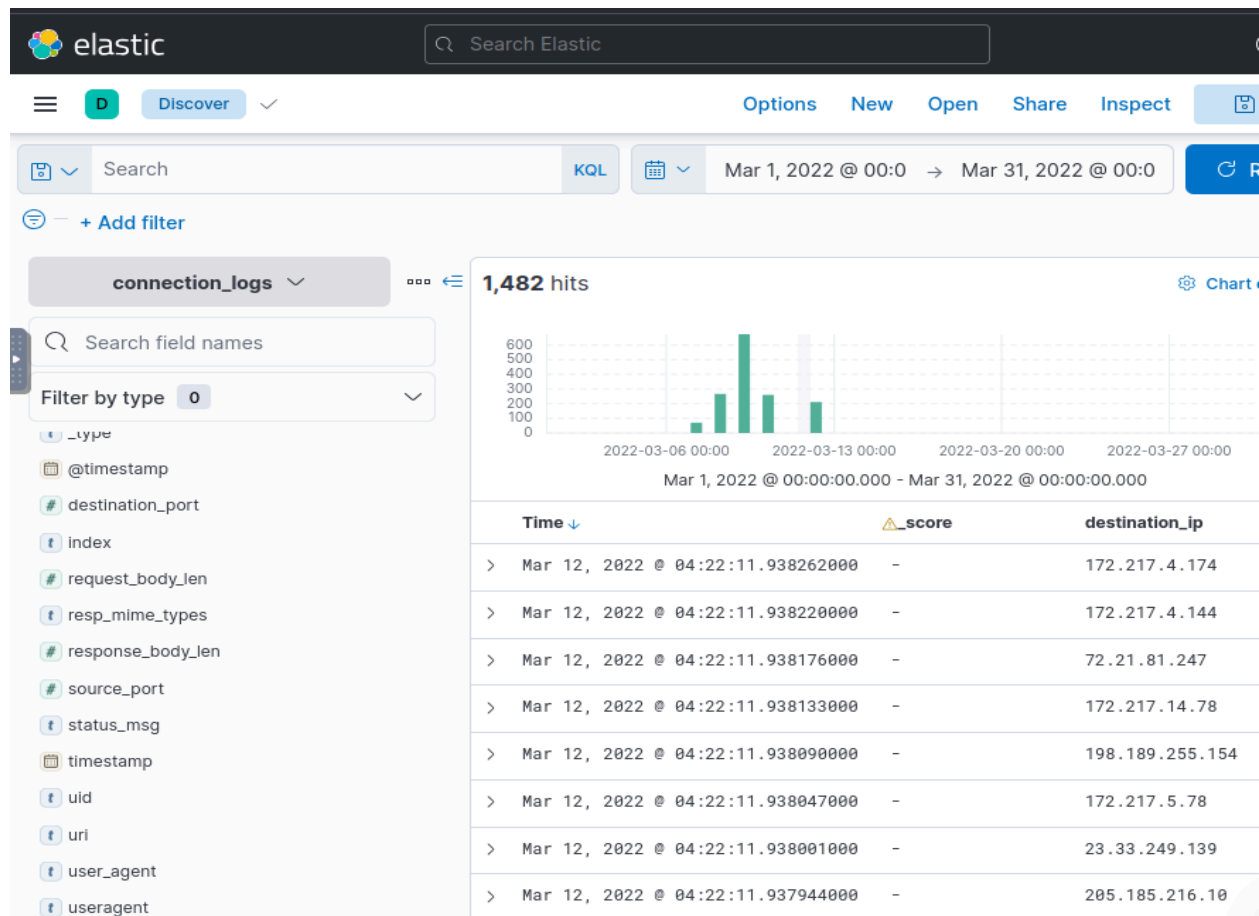 elastic
Search Elastic
D Discover
Options New Open Share Inspect
Search KQL Mar 1, 2022 @ 00:0 → Mar 31, 2022 @ 00:0 R
+ Add filter
connection_logs
Search field names
Filter by type 0
t _type
@timestamp
# destination_port
t index
# request_body_len
t resp_mime_types
# response_body_len
# source_port
t status_msg
timestamp
t uid
t uri
t user_agent
t useragent
1,482 hits
Chart
600
500
400
300
200
100
0
2022-03-06 00:00 2022-03-13 00:00 2022-03-20 00:00 2022-03-27 00:00
Mar 1, 2022 @ 00:00:00.000 - Mar 31, 2022 @ 00:00:00.000
Time ↓ _score destination_ip
Mar 12, 2022 @ 04:22:11.938262000 - 172.217.4.174
Mar 12, 2022 @ 04:22:11.938220000 - 172.217.4.144
Mar 12, 2022 @ 04:22:11.938176000 - 72.21.81.247
Mar 12, 2022 @ 04:22:11.938133000 - 172.217.14.78
Mar 12, 2022 @ 04:22:11.938090000 - 198.189.255.154
Mar 12, 2022 @ 04:22:11.938047000 - 172.217.5.78
Mar 12, 2022 @ 04:22:11.938001000 - 23.33.249.139
Mar 12, 2022 @ 04:22:11.937944000 - 205.185.216.10